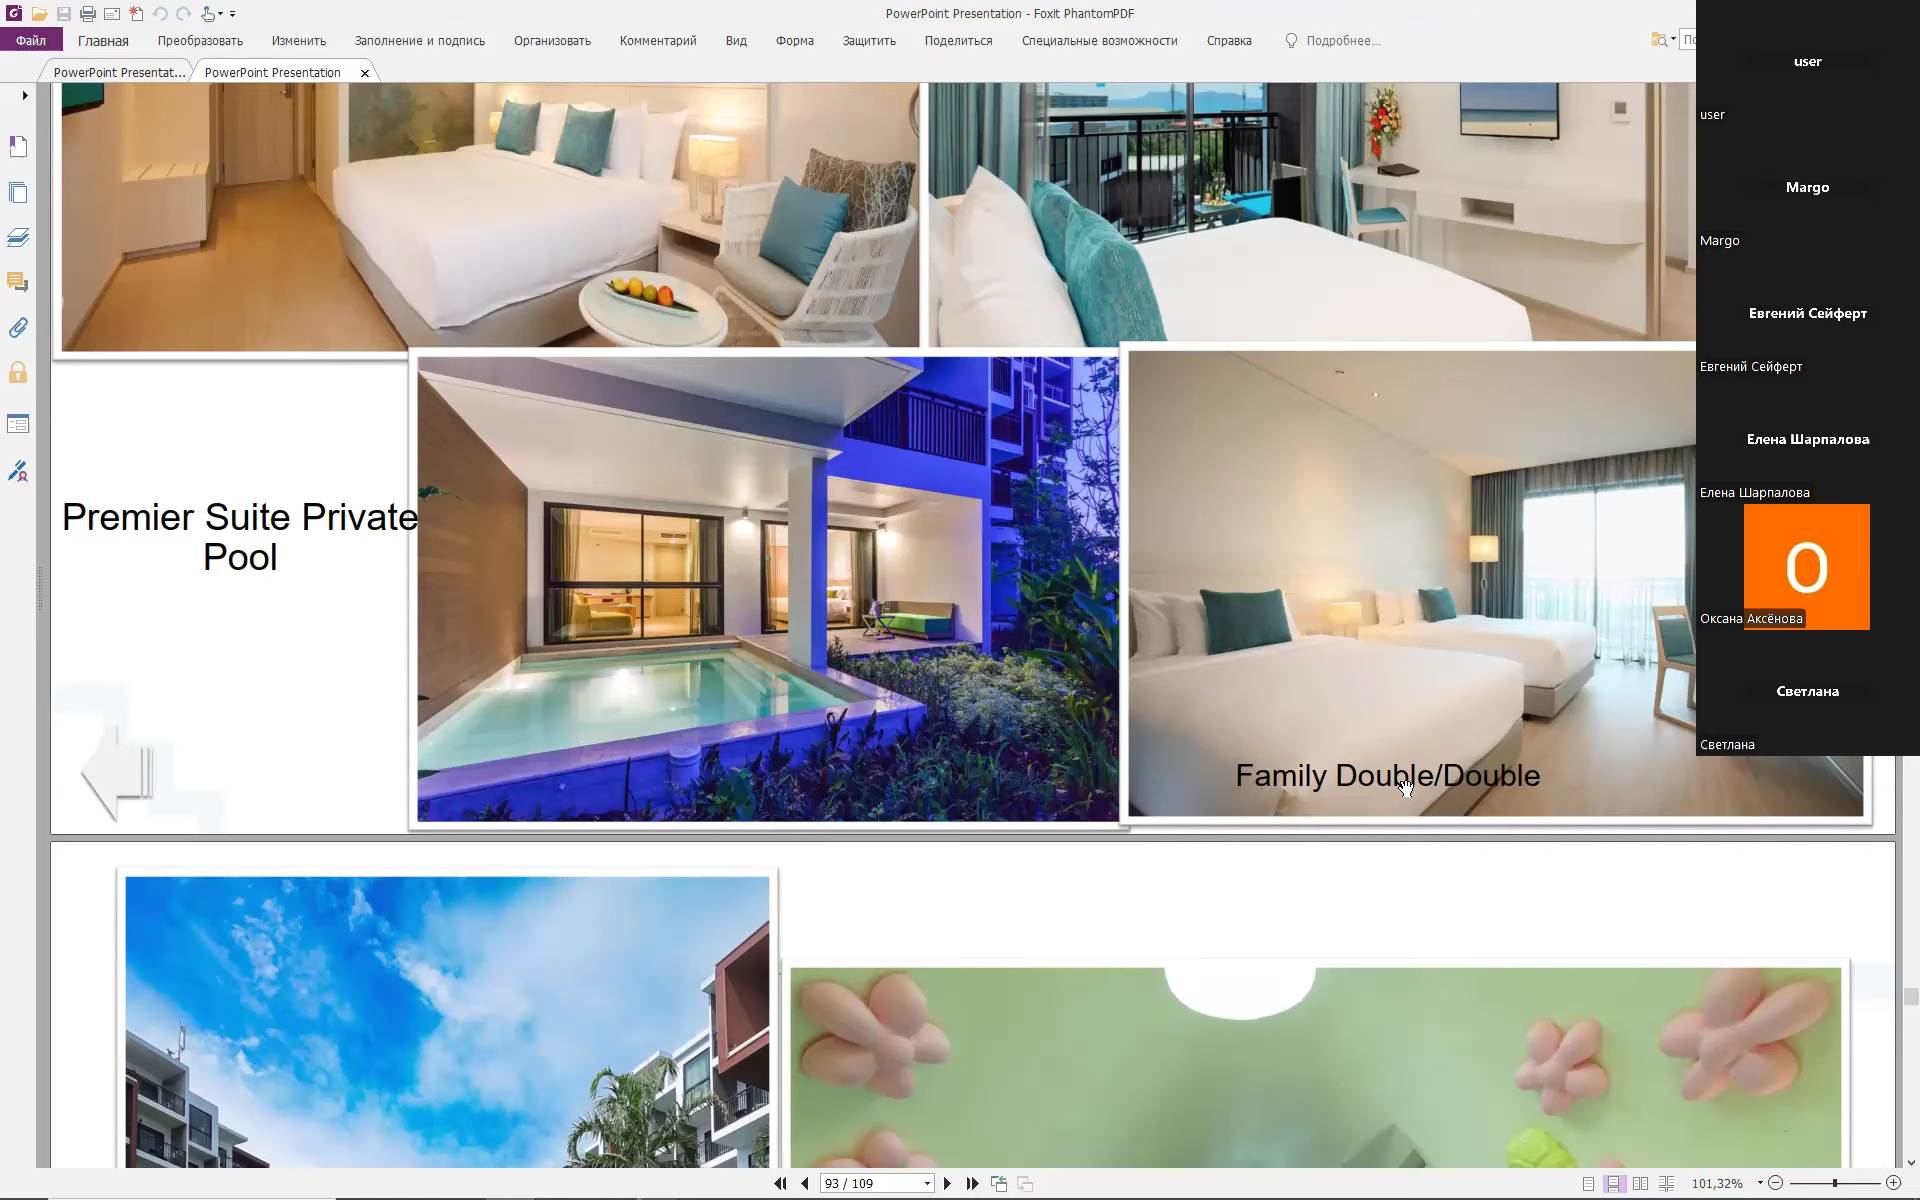 PowerPoint Presentation - Foxit PhantomPDF
Файл Главная Преобразовать Изменить Заполнение и подпись Организовать Комментарий Вид Форма Защитить Поделиться Специальные возможности Справка Подробнее...
PowerPoint Presentat... PowerPoint Presentation
Premier Suite Private
Pool
Family Double/Double
user
user
Margo
Margo
Евгений Сейферт
Евгений Сейферт
Елена Шарпалова
Елена Шарпалова
О
Оксана Аксёнова
Светлана
Светлана
93 / 109
101,32%